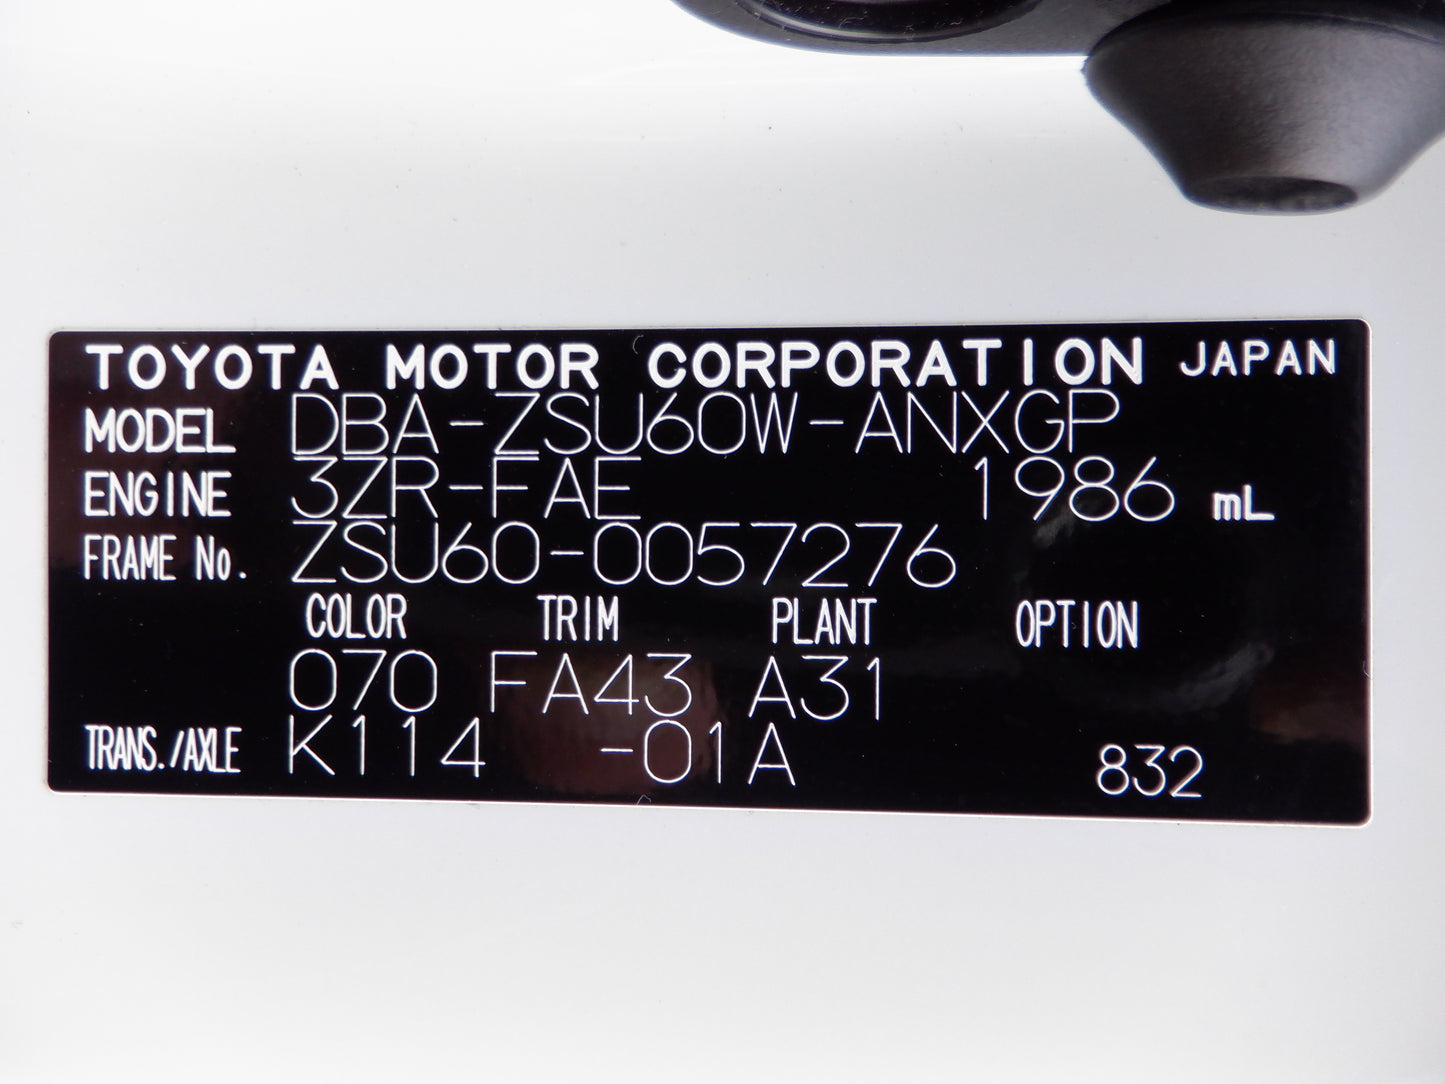 TOYOTA MOTOR CORPORATION JAPAN
MODEL DBA-ZSU60W-ANXGP
ENGINE 3ZR-FAE 1986 mL
FRAME No. ZSU60-0057276
COLOR TRIM PLANT OPTION
070 FA43 A31
TRANS./AXLE K114 -01A 832